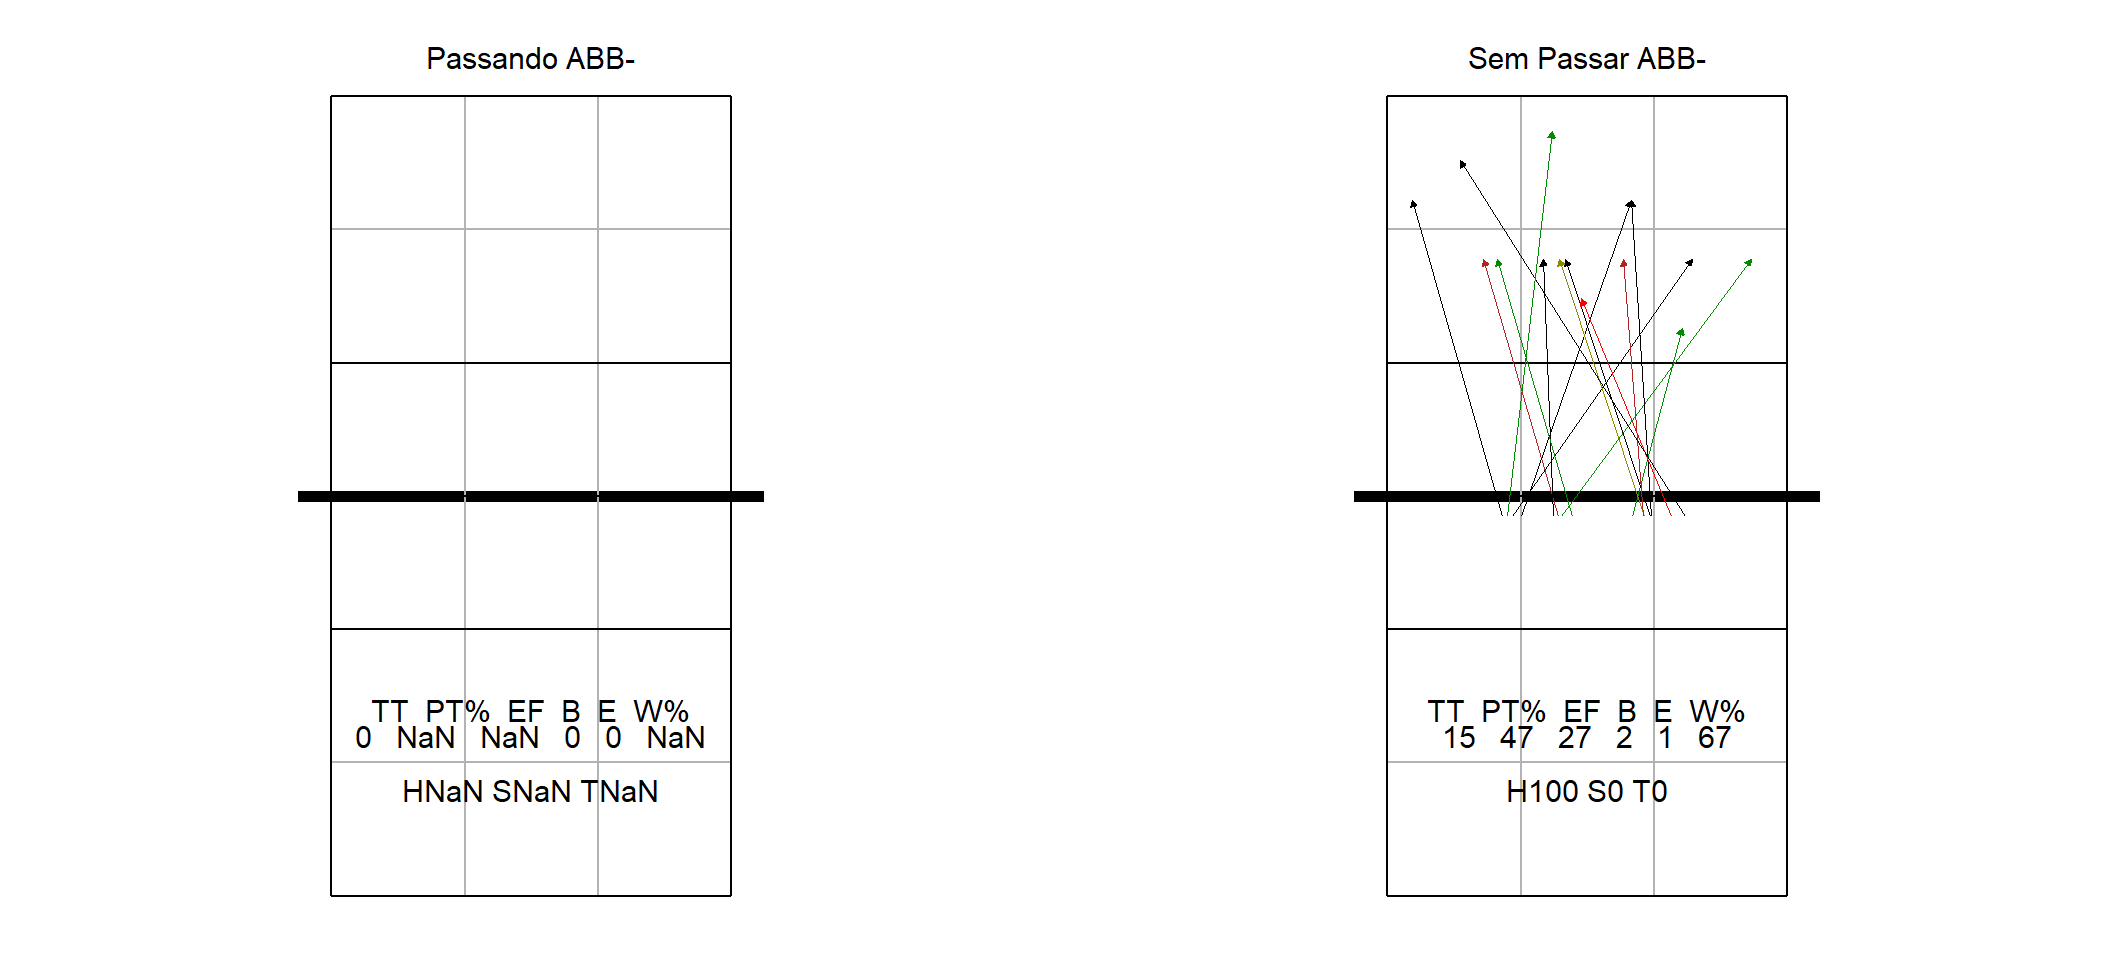 Passando ABB-
TT PT% EF B E W%
0 NaN NaN 0 0 NaN
HNaN SNaN TNaN
Sem Passar ABB-
TT PT% EF B E W%
15 47 27 2 1 67
H100 S0 T0